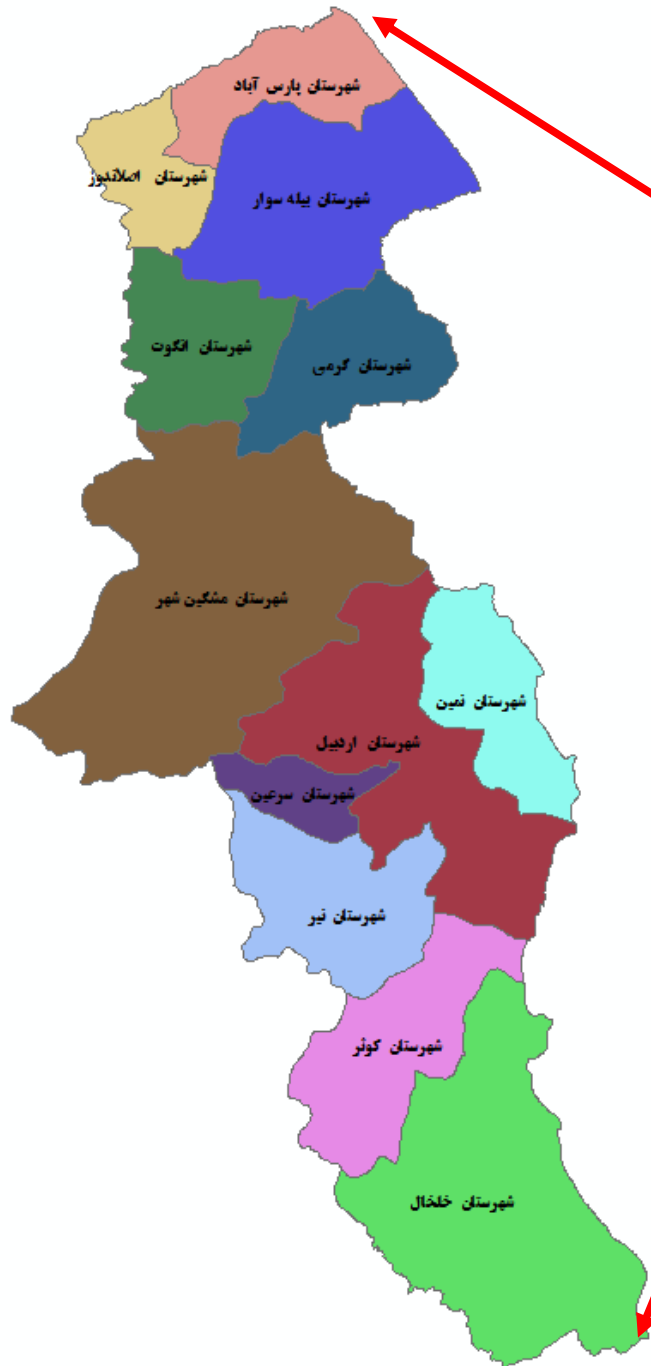 شهرستان پارس آباد
شهرستان اصلاندوز
شهرستان بیله سوار
شهرستان انگوت
شهرستان گرمی
شهرستان مشگین شهر
شهرستان نمین
شهرستان اردبیل
شهرستان سرعین
شهرستان نیر
شهرستان کوثر
شهرستان خلخال